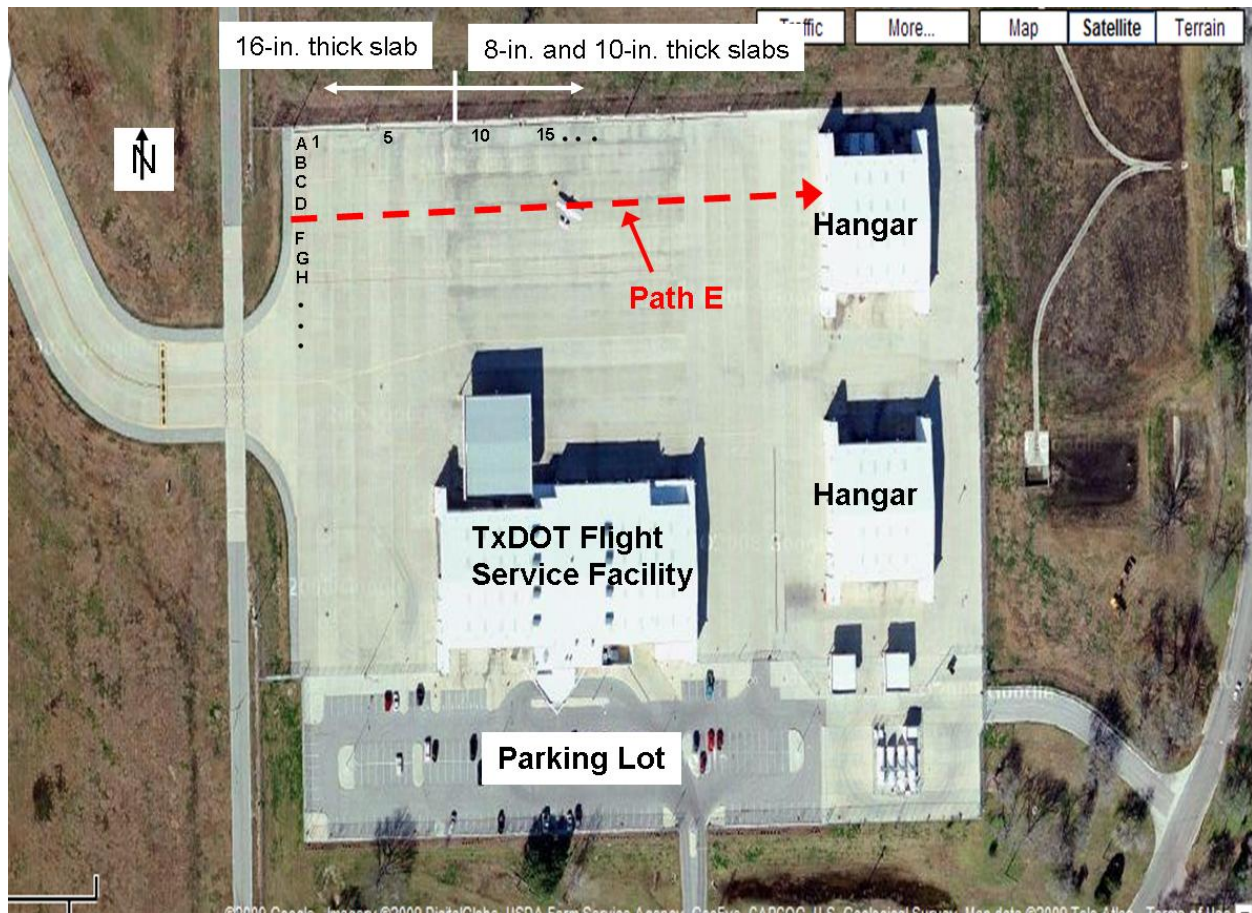 Traffic
More...
Map
Satellite
Terrain
16-in. thick slab
8-in. and 10-in. thick slabs
N
1
5
10
15 . . .
A
B
C
D
F
G
H
.
.
.
Path E
Hangar
Hangar
TxDOT Flight
Service Facility
Parking Lot